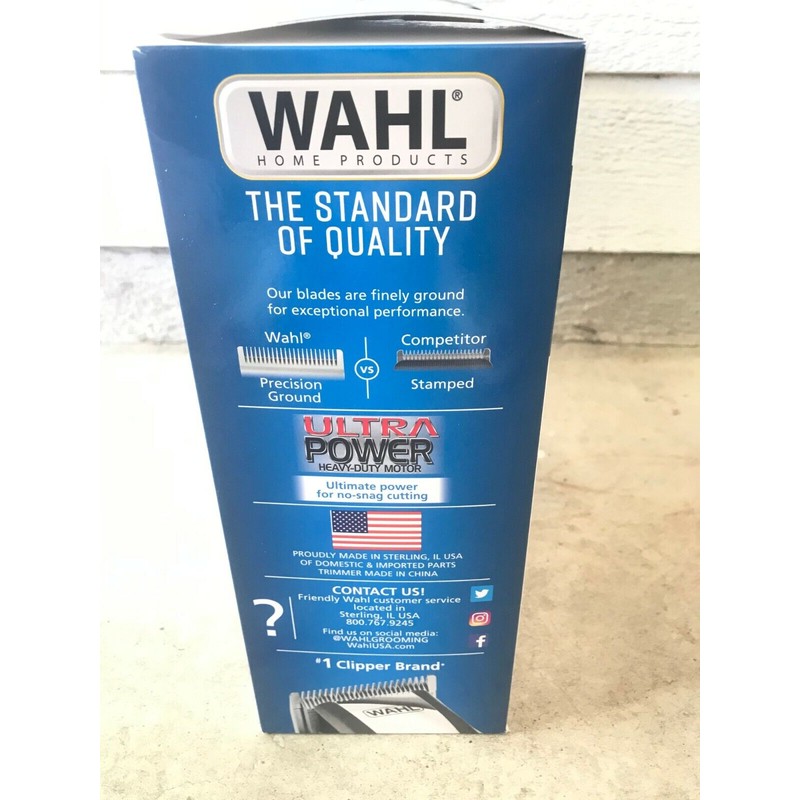 WAHL®
HOME PRODUCTS
THE STANDARD
OF QUALITY
Our blades are finely ground
for exceptional performance.
Wahl®
Precision
Ground
vs
Competitor
Stamped
ULTRA
POWER
HEAVY-DUTY MOTOR
Ultimate power
for no-snag cutting
PROUDLY MADE IN STERLING, IL USA
OF DOMESTIC & IMPORTED PARTS
TRIMMER MADE IN CHINA
?
CONTACT US!
Friendly Wahl customer service
located in
Sterling, IL USA
800.767.9245
Find us on social media:
@WAHLGROOMING
WahlUSA.com
#1 Clipper Brand*
WAHL